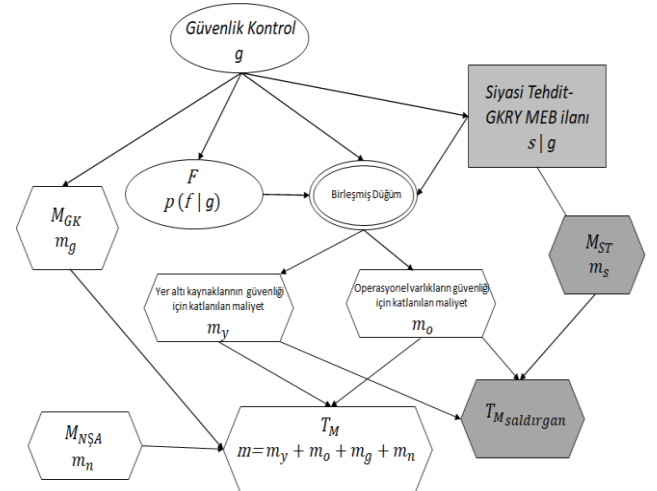 Güvenlik Kontrol
g
Siyasi Tehdit-
GKRY MEB ilanı
s | g
F
p (f | g)
Birleşmiş Düğüm
M_GK
m_g
M_ST
m_s
Yer altı kaynaklarının güvenliği
için katlanılan maliyet
m_y
Operasyonel varlıkların güvenliği
için katlanılan maliyet
m_o
M_NŞA
m_n
T_M
m=m_y + m_o + m_g + m_n
T_M saldırgan